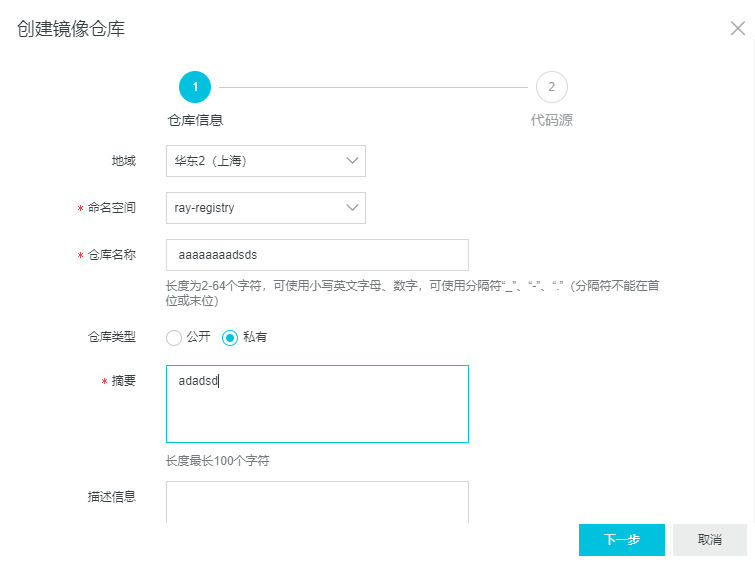 创建镜像仓库
1
2
仓库信息
代码源
地域
华东2（上海）
* 命名空间
ray-registry
* 仓库名称
aaaaaaaadsds
长度为2-64个字符，可使用小写英文字母、数字，可使用分隔符“_”、“-”、“.”（分隔符不能在首
位或末位）
仓库类型
公开
私有
* 摘要
adadsd
长度最长100个字符
描述信息
下一步
取消